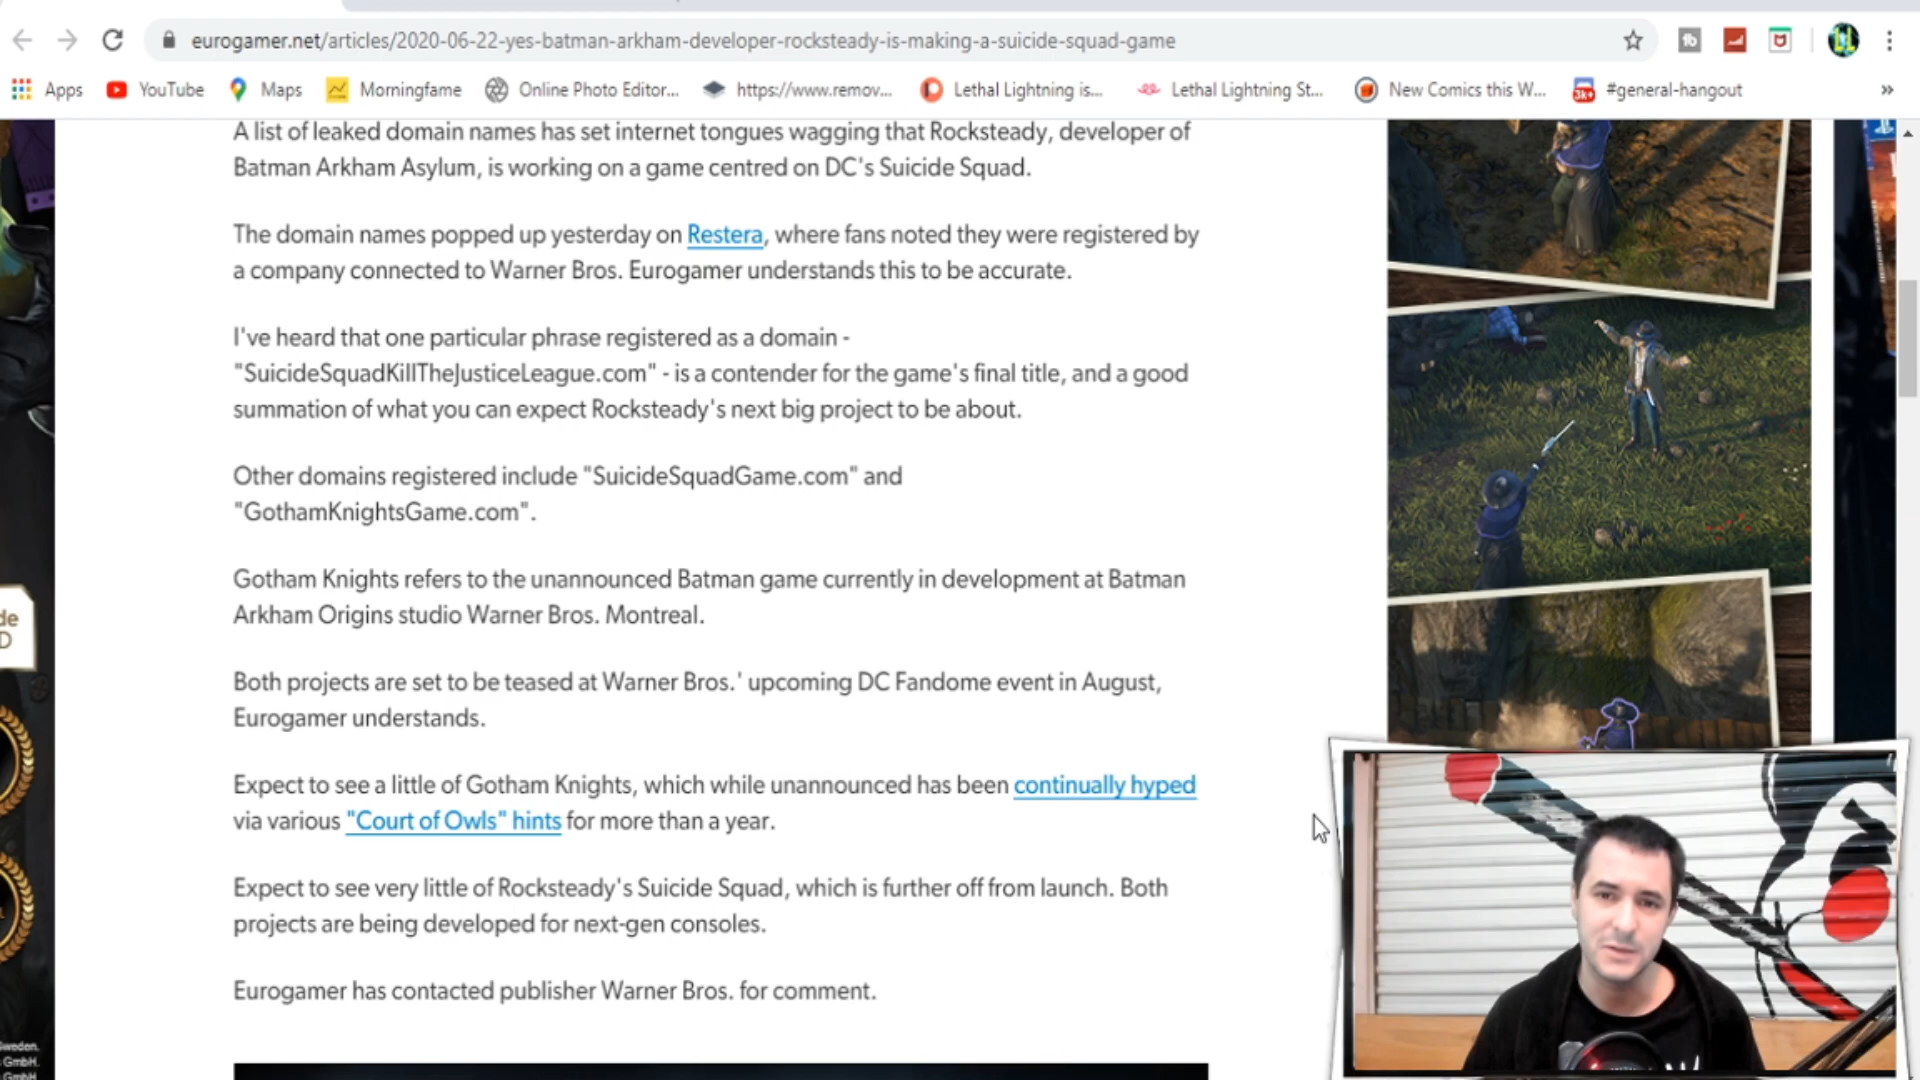 eurogamer.net/articles/2020-06-22-yes-batman-arkham-developer-rocksteady-is-making-a-suicide-squad-game
Apps YouTube Maps Morningfame Online Photo Editor... https://www.remov... Lethal Lightning is... Lethal Lightning St... New Comics this W... 3k+ #general-hangout »
A list of leaked domain names has set internet tongues wagging that Rocksteady, developer of
Batman Arkham Asylum, is working on a game centred on DC's Suicide Squad.
The domain names popped up yesterday on Restera, where fans noted they were registered by
a company connected to Warner Bros. Eurogamer understands this to be accurate.
I've heard that one particular phrase registered as a domain -
"SuicideSquadKillTheJusticeLeague.com" - is a contender for the game's final title, and a good
summation of what you can expect Rocksteady's next big project to be about.
Other domains registered include "SuicideSquadGame.com" and
"GothamKnightsGame.com".
Gotham Knights refers to the unannounced Batman game currently in development at Batman
Arkham Origins studio Warner Bros. Montreal.
Both projects are set to be teased at Warner Bros.' upcoming DC Fandome event in August,
Eurogamer understands.
Expect to see a little of Gotham Knights, which while unannounced has been continually hyped
via various "Court of Owls" hints for more than a year.
Expect to see very little of Rocksteady's Suicide Squad, which is further off from launch. Both
projects are being developed for next-gen consoles.
Eurogamer has contacted publisher Warner Bros. for comment.
de
D
Sweden.
GmbH.
GmbH